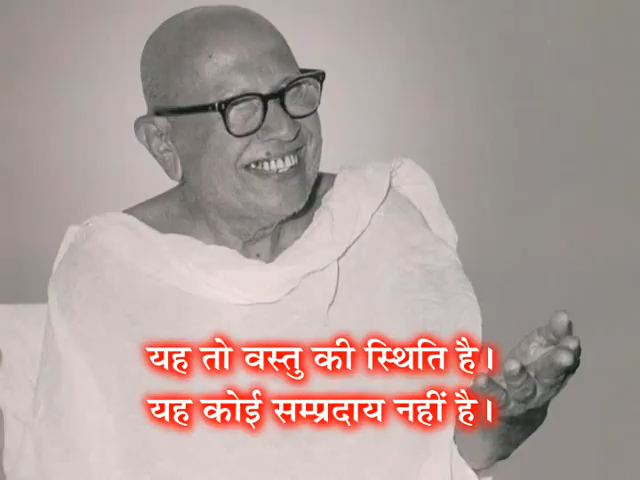 यह तो वस्तु की स्थिति है।
यह कोई सम्प्रदाय नहीं है।